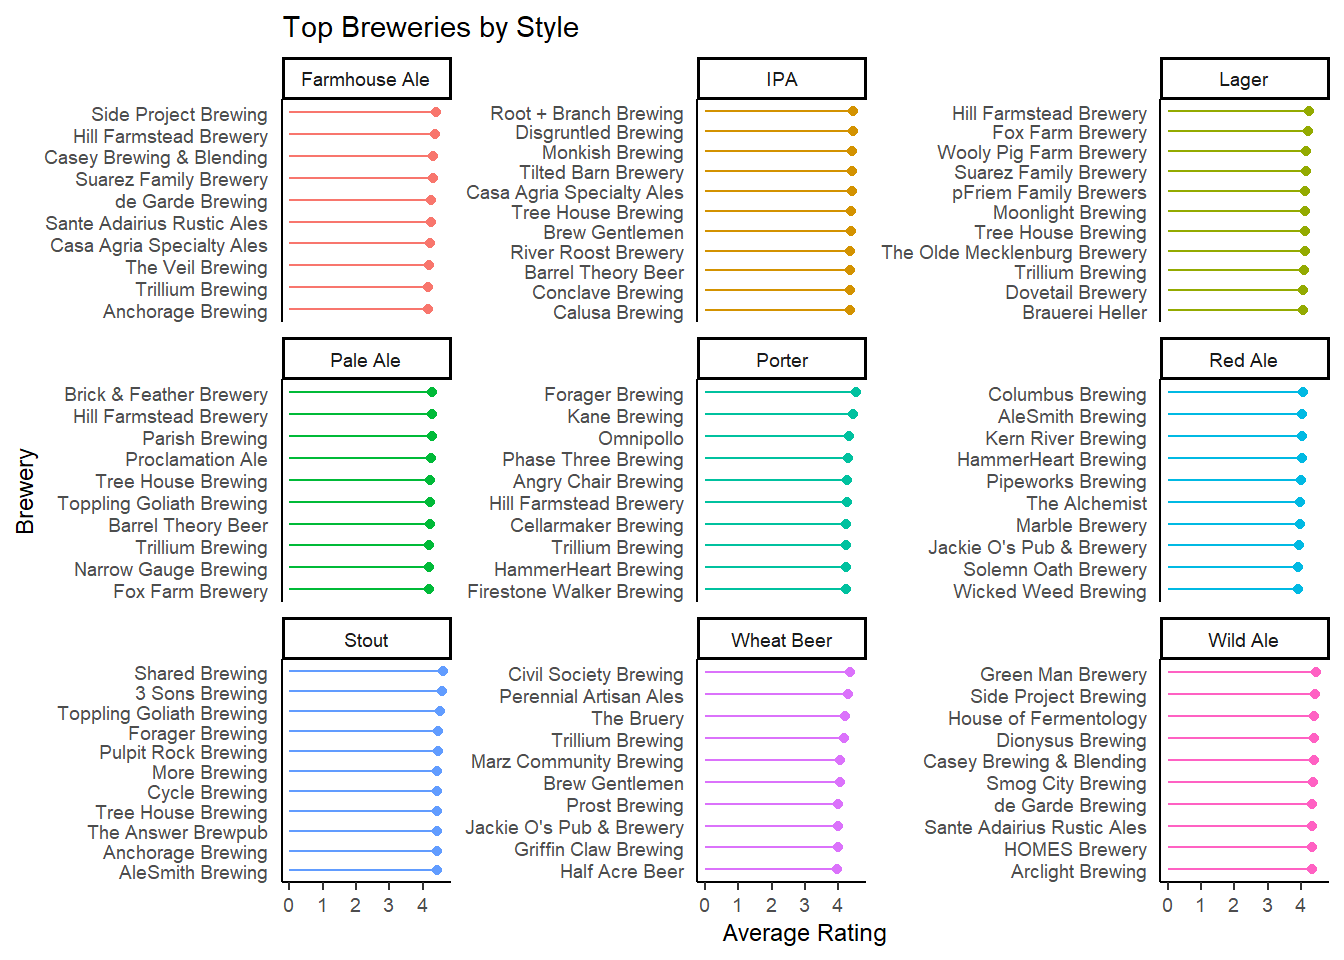 Top Breweries by Style
Farmhouse Ale
Side Project Brewing
Hill Farmstead Brewery
Casey Brewing & Blending
Suarez Family Brewery
de Garde Brewing
Sante Adairius Rustic Ales
Casa Agria Specialty Ales
The Veil Brewing
Trillium Brewing
Anchorage Brewing
IPA
Root + Branch Brewing
Disgruntled Brewing
Monkish Brewing
Tilted Barn Brewery
Casa Agria Specialty Ales
Tree House Brewing
Brew Gentlemen
River Roost Brewery
Barrel Theory Beer
Conclave Brewing
Calusa Brewing
Lager
Hill Farmstead Brewery
Fox Farm Brewery
Wooly Pig Farm Brewery
Suarez Family Brewery
pFriem Family Brewers
Moonlight Brewing
Tree House Brewing
The Olde Mecklenburg Brewery
Trillium Brewing
Dovetail Brewery
Brauerei Heller
Pale Ale
Brick & Feather Brewery
Hill Farmstead Brewery
Parish Brewing
Proclamation Ale
Tree House Brewing
Toppling Goliath Brewing
Barrel Theory Beer
Trillium Brewing
Narrow Gauge Brewing
Fox Farm Brewery
Porter
Forager Brewing
Kane Brewing
Omnipollo
Phase Three Brewing
Angry Chair Brewing
Hill Farmstead Brewery
Cellarmaker Brewing
Trillium Brewing
HammerHeart Brewing
Firestone Walker Brewing
Red Ale
Columbus Brewing
AleSmith Brewing
Kern River Brewing
HammerHeart Brewing
Pipeworks Brewing
The Alchemist
Marble Brewery
Jackie O's Pub & Brewery
Solemn Oath Brewery
Wicked Weed Brewing
Stout
Shared Brewing
3 Sons Brewing
Toppling Goliath Brewing
Forager Brewing
Pulpit Rock Brewing
More Brewing
Cycle Brewing
Tree House Brewing
The Answer Brewpub
Anchorage Brewing
AleSmith Brewing
0 1 2 3 4
Wheat Beer
Civil Society Brewing
Perennial Artisan Ales
The Bruery
Trillium Brewing
Marz Community Brewing
Brew Gentlemen
Prost Brewing
Jackie O's Pub & Brewery
Griffin Claw Brewing
Half Acre Beer
0 1 2 3 4
Wild Ale
Green Man Brewery
Side Project Brewing
House of Fermentology
Dionysus Brewing
Casey Brewing & Blending
Smog City Brewing
de Garde Brewing
Sante Adairius Rustic Ales
HOMES Brewery
Arclight Brewing
0 1 2 3 4
Brewery
Average Rating